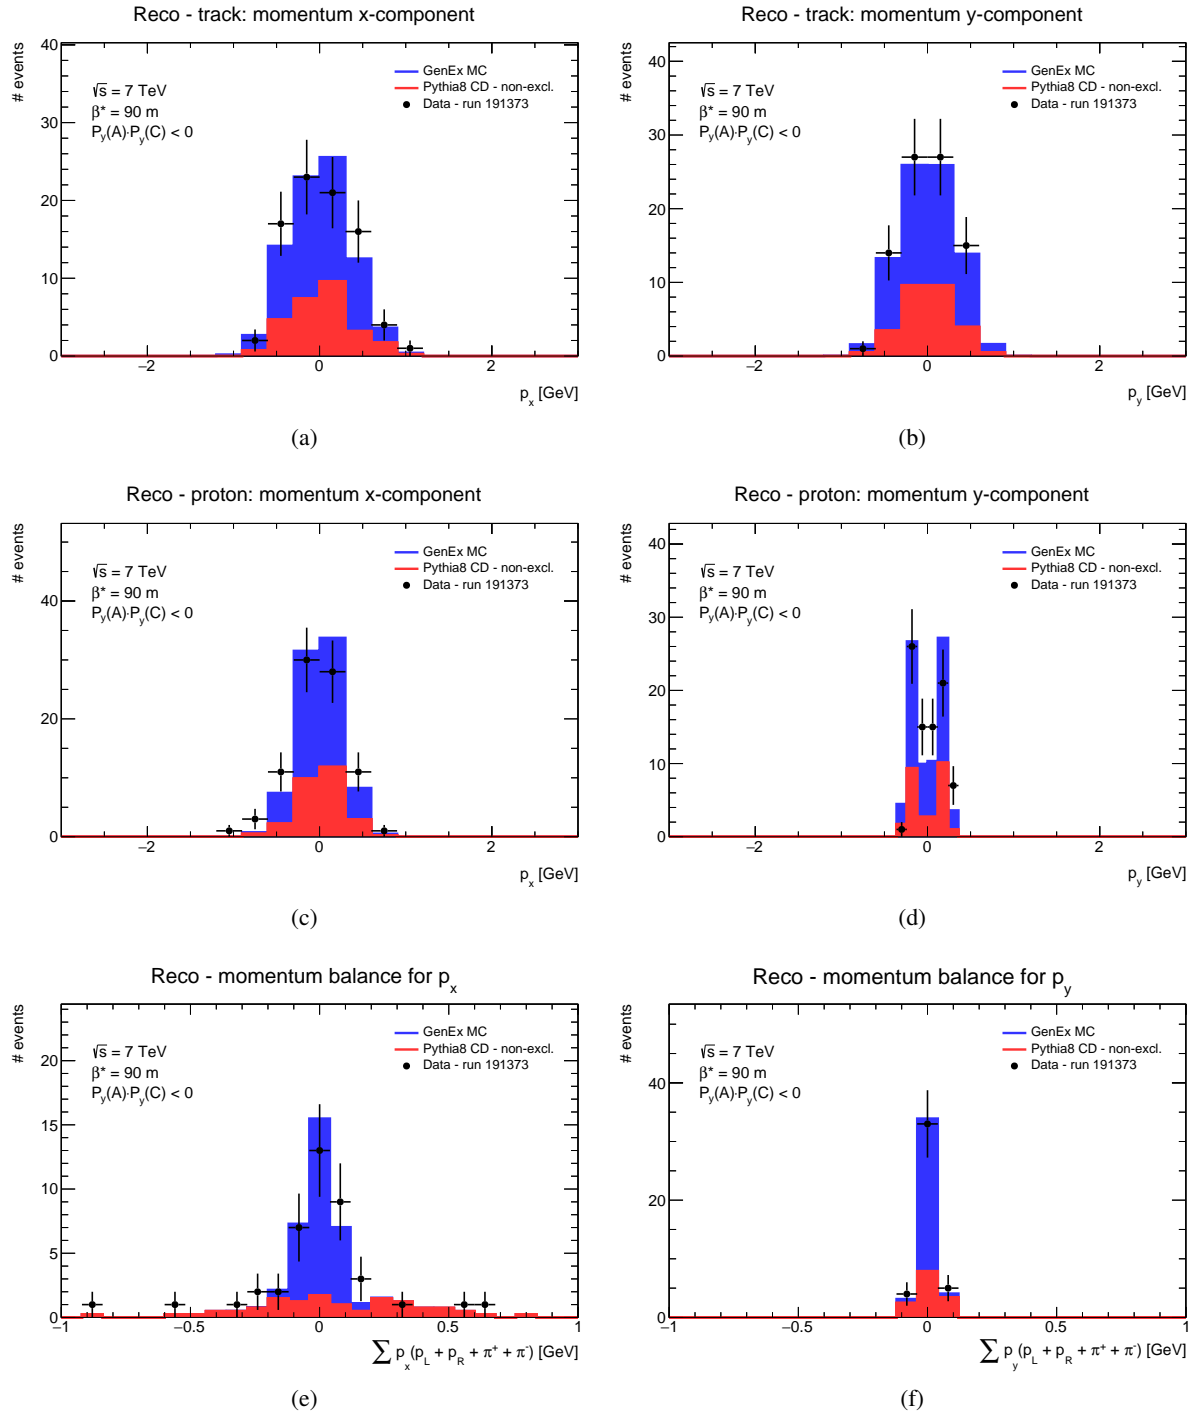 Reco - track: momentum x-component
# events
40
30
20
10
0
√s = 7 TeV
β* = 90 m
P_y(A)·P_y(C) < 0
GenEx MC
Pythia8 CD - non-excl.
Data - run 191373
−2 0 2
p_x [GeV]
(a)
Reco - track: momentum y-component
# events
40
30
20
10
0
√s = 7 TeV
β* = 90 m
P_y(A)·P_y(C) < 0
GenEx MC
Pythia8 CD - non-excl.
Data - run 191373
−2 0 2
p_y [GeV]
(b)
Reco - proton: momentum x-component
# events
40
20
0
√s = 7 TeV
β* = 90 m
P_y(A)·P_y(C) < 0
GenEx MC
Pythia8 CD - non-excl.
Data - run 191373
−2 0 2
p_x [GeV]
(c)
Reco - proton: momentum y-component
# events
40
30
20
10
0
√s = 7 TeV
β* = 90 m
P_y(A)·P_y(C) < 0
GenEx MC
Pythia8 CD - non-excl.
Data - run 191373
−2 0 2
p_y [GeV]
(d)
Reco - momentum balance for p_x
# events
20
15
10
5
0
√s = 7 TeV
β* = 90 m
P_y(A)·P_y(C) < 0
GenEx MC
Pythia8 CD - non-excl.
Data - run 191373
−1 −0.5 0 0.5 1
∑ p_x (p_L + p_R + π⁺ + π⁻) [GeV]
(e)
Reco - momentum balance for p_y
# events
40
20
0
√s = 7 TeV
β* = 90 m
P_y(A)·P_y(C) < 0
GenEx MC
Pythia8 CD - non-excl.
Data - run 191373
−1 −0.5 0 0.5 1
∑ p_y (p_L + p_R + π⁺ + π⁻) [GeV]
(f)